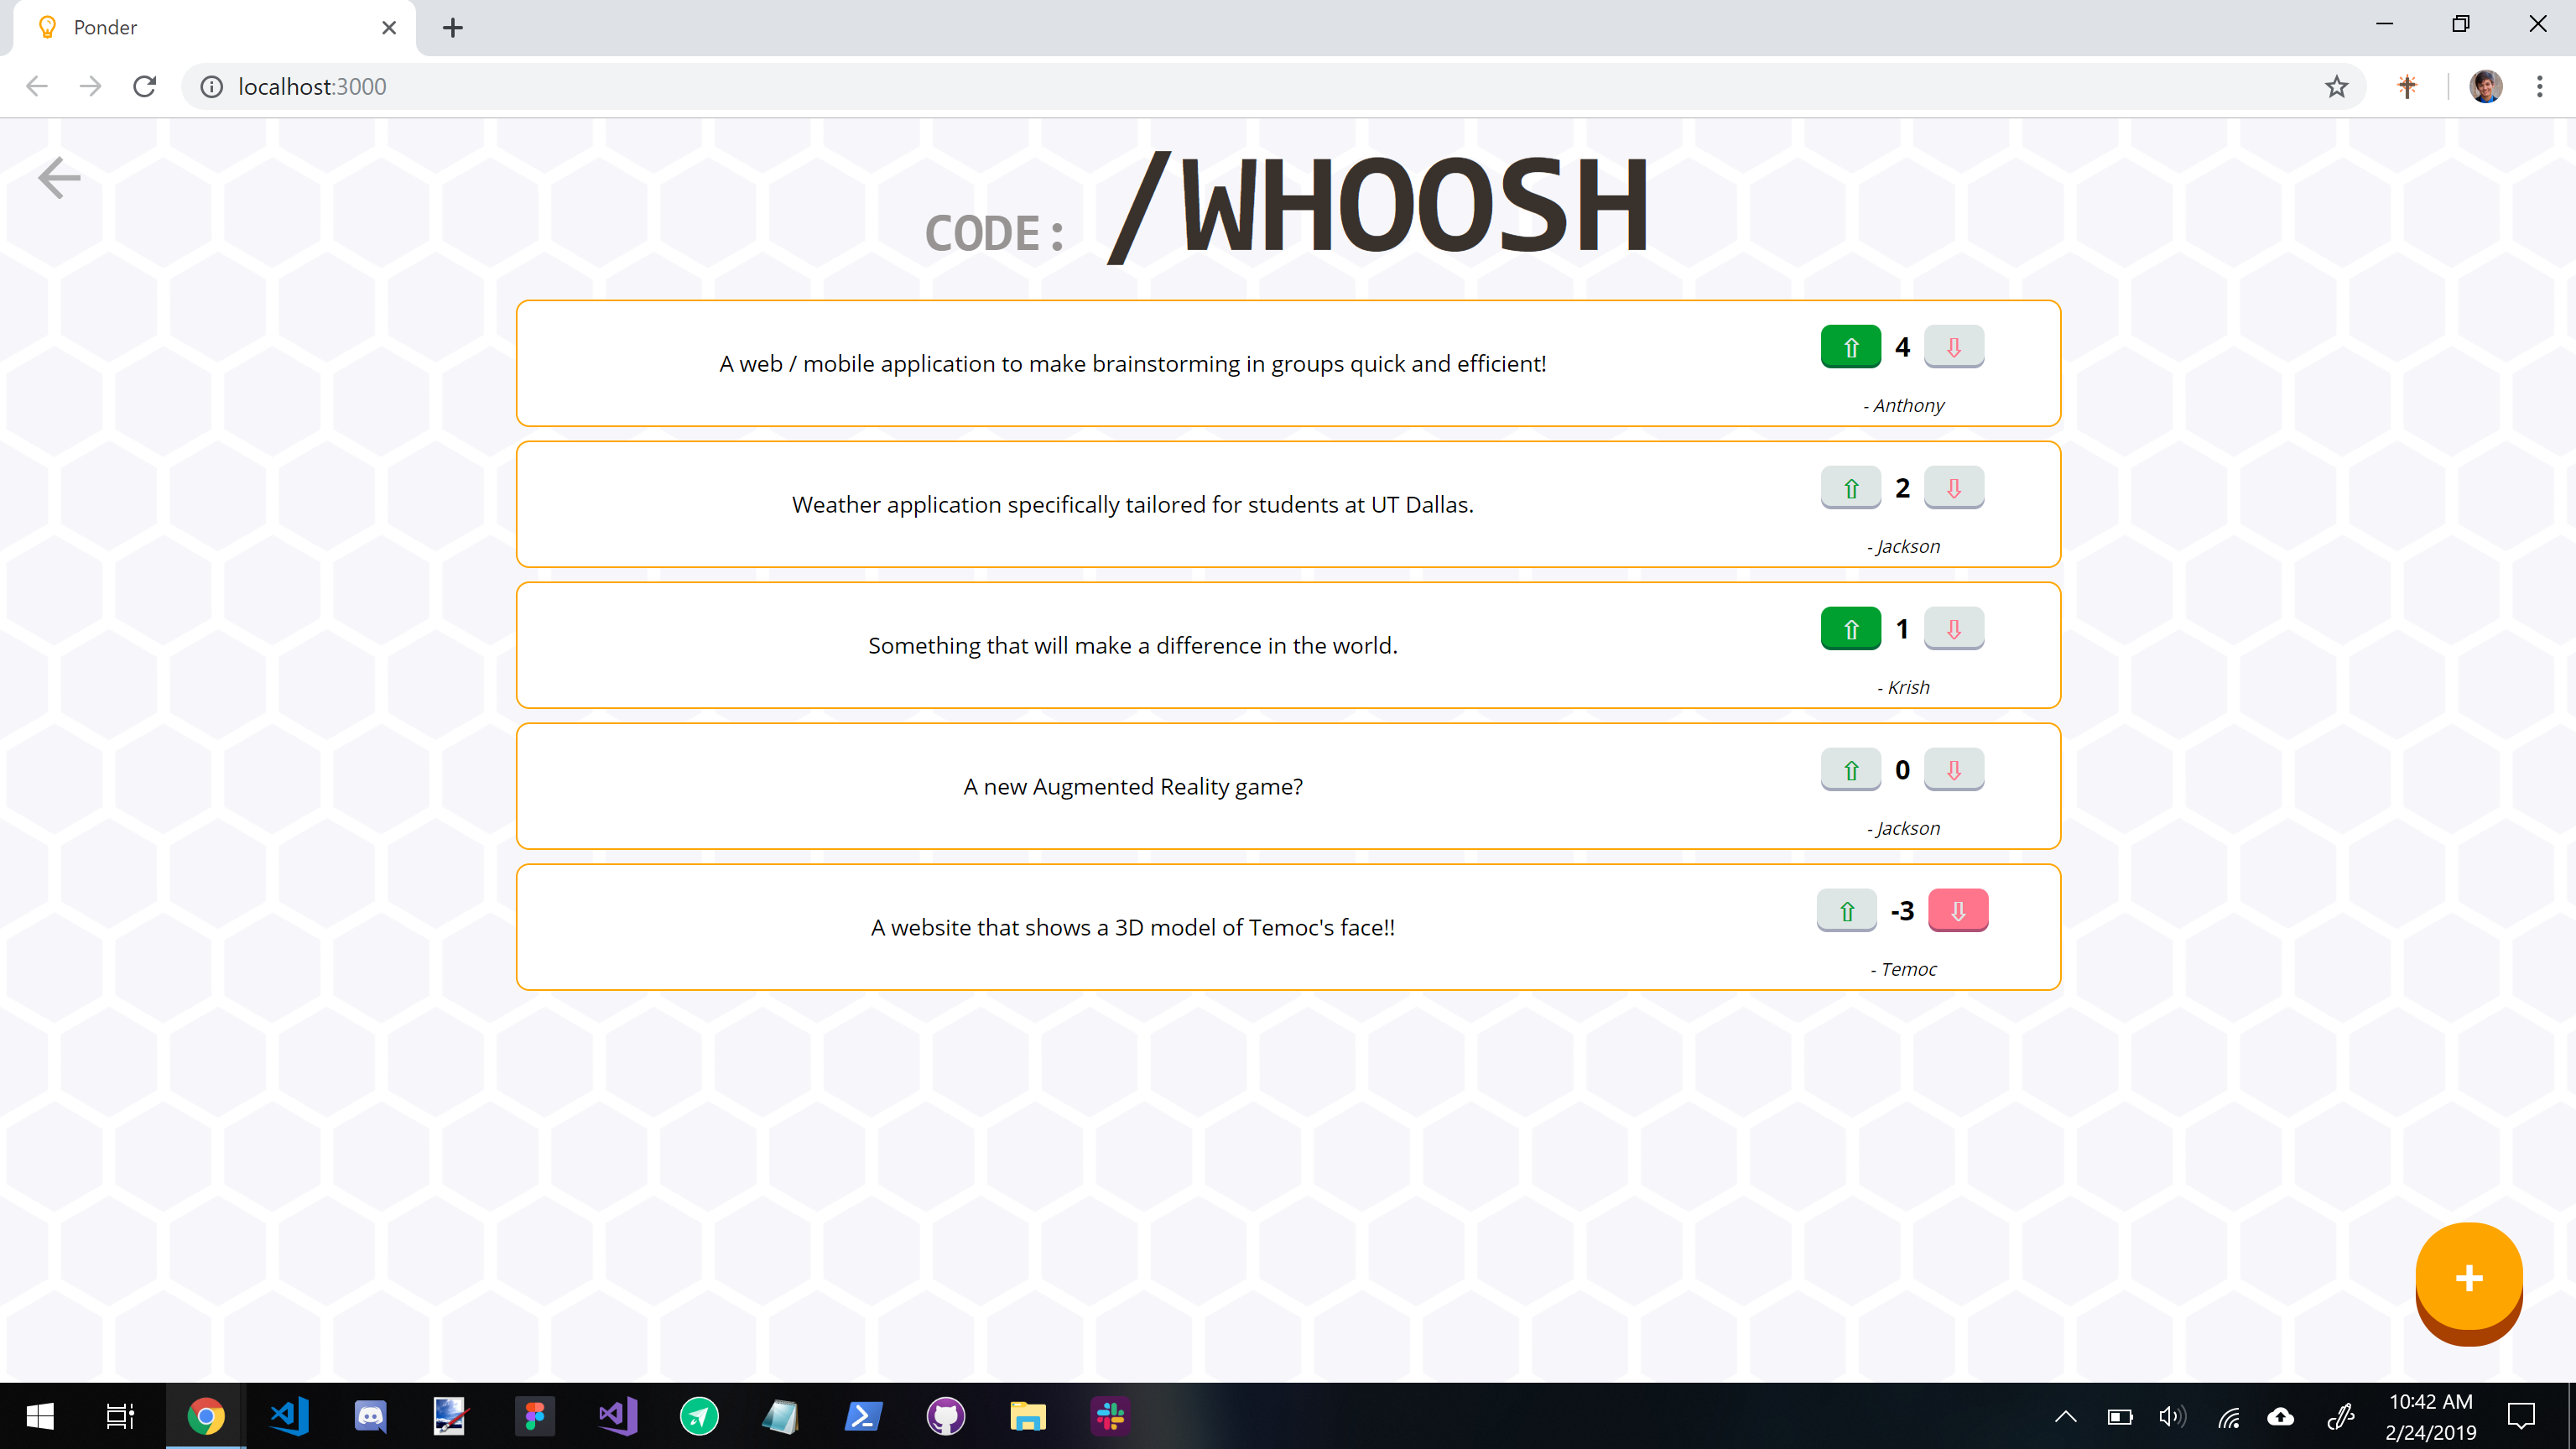 Ponder
localhost:3000
CODE: /WHOOSH
A web / mobile application to make brainstorming in groups quick and efficient!
4
- Anthony
Weather application specifically tailored for students at UT Dallas.
2
- Jackson
Something that will make a difference in the world.
1
- Krish
A new Augmented Reality game?
0
- Jackson
A website that shows a 3D model of Temoc's face!!
-3
- Temoc
+
10:42 AM
2/24/2019